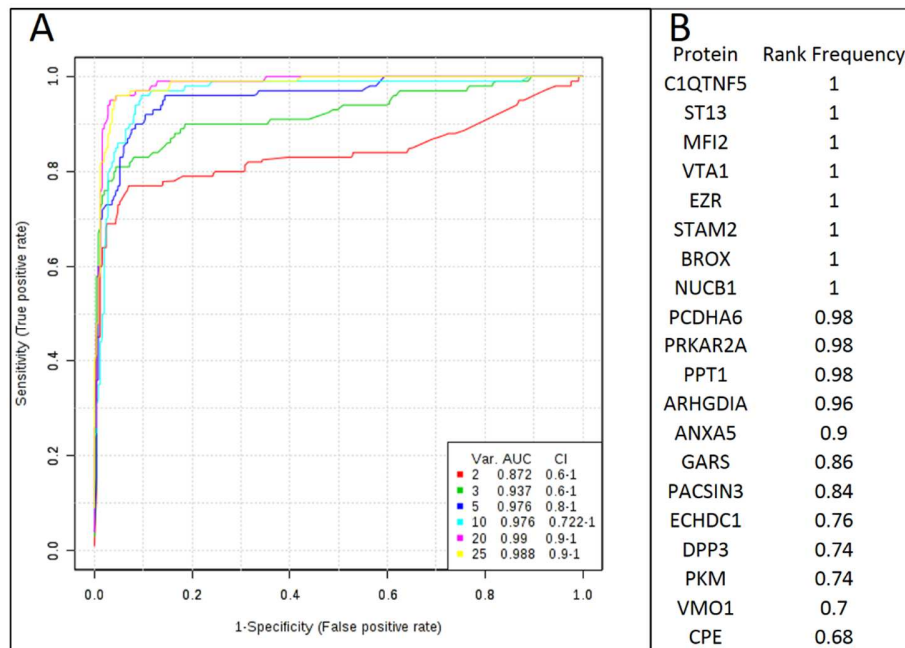 A
Sensitivity (True positive rate)
1.0
0.8
0.6
0.4
0.2
0.0
Var. AUC CI
2 0.872 0.6-1
3 0.937 0.6-1
5 0.976 0.8-1
10 0.976 0.722-1
20 0.99 0.9-1
25 0.988 0.9-1
0.0 0.2 0.4 0.6 0.8 1.0
1-Specificity (False positive rate)
B
Protein Rank Frequency
C1QTNF5 1
ST13 1
MFI2 1
VTA1 1
EZR 1
STAM2 1
BROX 1
NUCB1 1
PCDHA6 0.98
PRKAR2A 0.98
PPT1 0.98
ARHGDIA 0.96
ANXA5 0.9
GARS 0.86
PACSIN3 0.84
ECHDC1 0.76
DPP3 0.74
PKM 0.74
VMO1 0.7
CPE 0.68